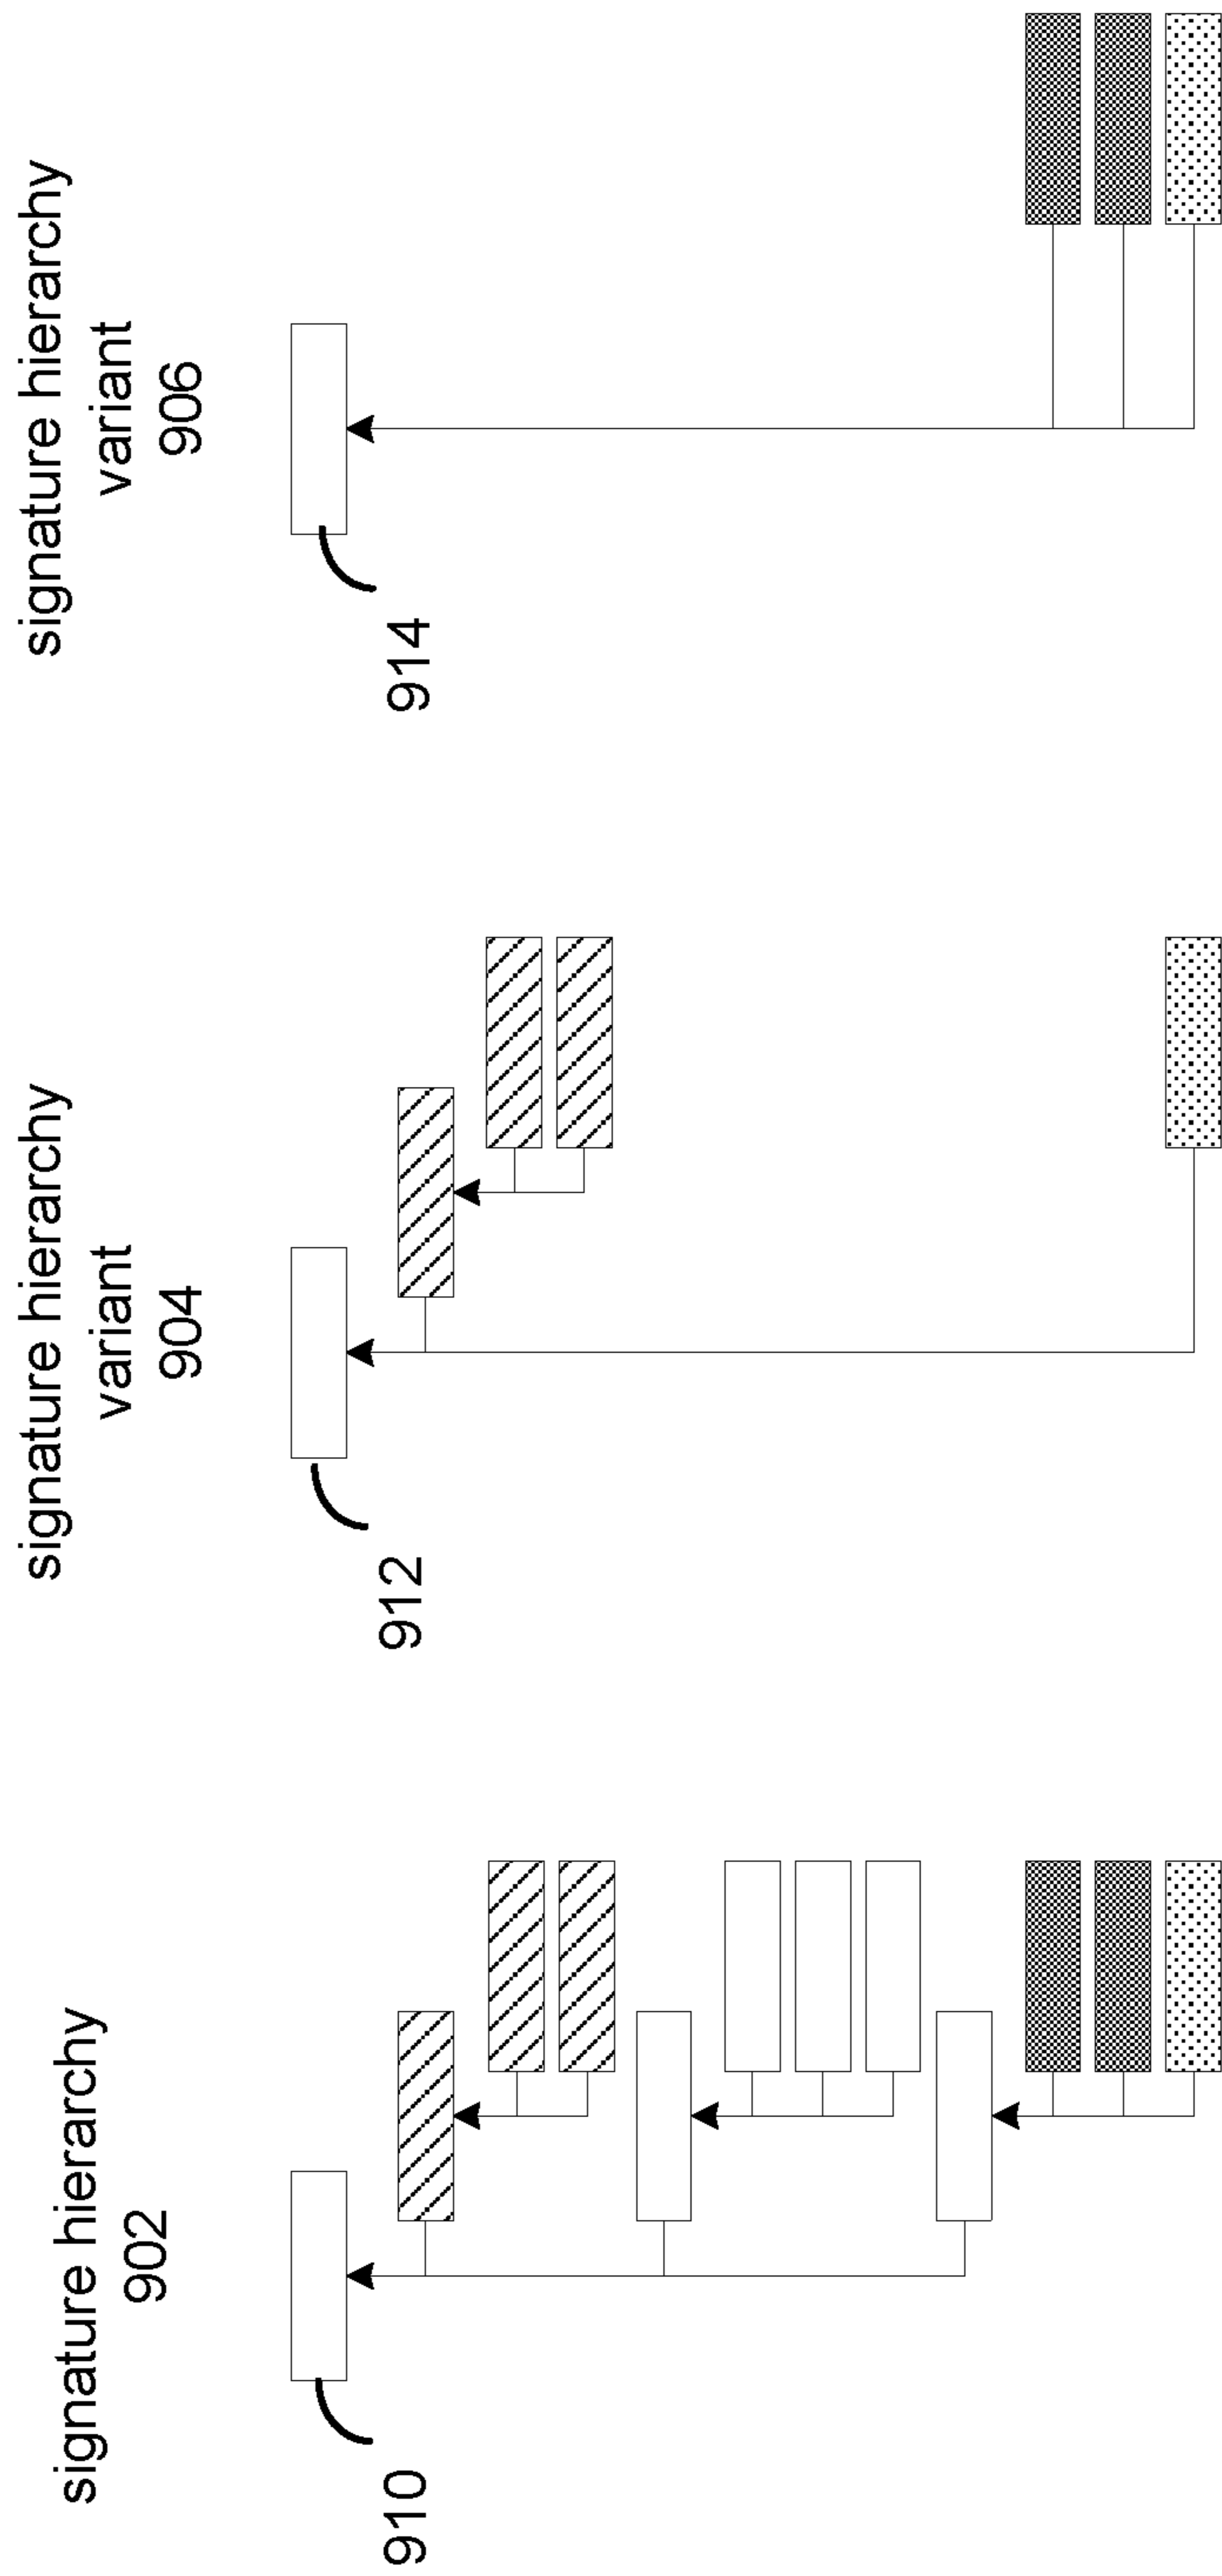 signature hierarchy
902
910
signature hierarchy
variant
904
912
signature hierarchy
variant
906
914